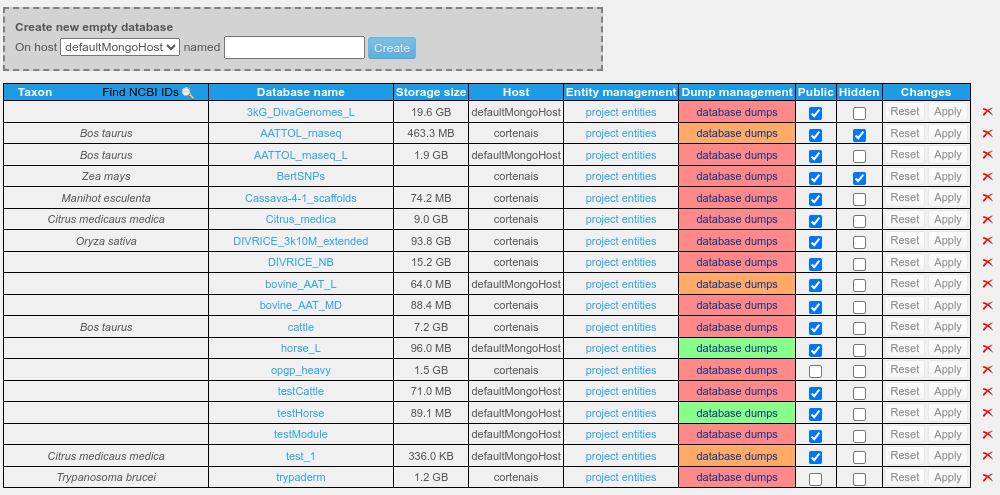 Create new empty database
On host defaultMongoHost named Create
Taxon Find NCBI IDs Database name Storage size Host Entity management Dump management Public Hidden Changes
3kG_DivaGenomes_L 19.6 GB defaultMongoHost project entities database dumps Reset Apply
Bos taurus AATTOL_rnaseq 463.3 MB cortenais project entities database dumps Reset Apply
Bos taurus AATTOL_maseq_L 1.9 GB defaultMongoHost project entities database dumps Reset Apply
Zea mays BertSNPs cortenais project entities database dumps Reset Apply
Manihot esculenta Cassava-4-1_scaffolds 74.2 MB cortenais project entities database dumps Reset Apply
Citrus medicaus medica Citrus_medica 9.0 GB cortenais project entities database dumps Reset Apply
Oryza sativa DIVRICE_3k10M_extended 93.8 GB cortenais project entities database dumps Reset Apply
DIVRICE_NB 15.2 GB cortenais project entities database dumps Reset Apply
bovine_AAT_L 64.0 MB defaultMongoHost project entities database dumps Reset Apply
bovine_AAT_MD 88.4 MB cortenais project entities database dumps Reset Apply
Bos taurus cattle 7.2 GB cortenais project entities database dumps Reset Apply
horse_L 96.0 MB defaultMongoHost project entities database dumps Reset Apply
opgp_heavy 1.5 GB cortenais project entities database dumps Reset Apply
testCattle 71.0 MB defaultMongoHost project entities database dumps Reset Apply
testHorse 89.1 MB defaultMongoHost project entities database dumps Reset Apply
testModule defaultMongoHost project entities database dumps Reset Apply
Citrus medicaus medica test_1 336.0 KB defaultMongoHost project entities database dumps Reset Apply
Trypanosoma brucei trypaderm 1.2 GB cortenais project entities database dumps Reset Apply